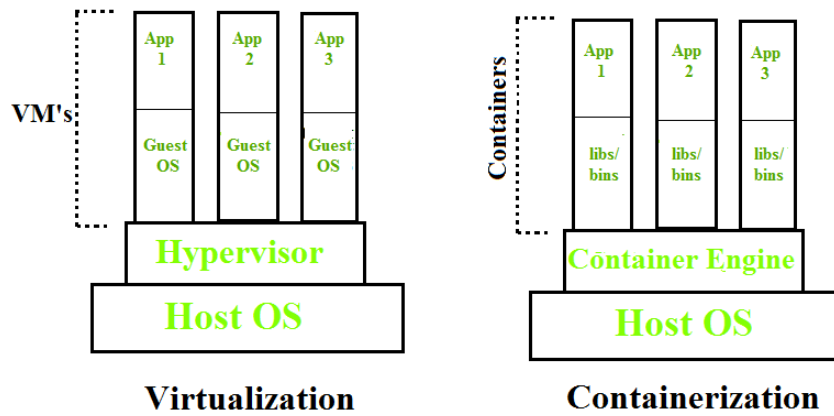 VM's
App
1
App
2
App
3
Guest
OS
Guest
OS
Guest
OS
Hypervisor
Host OS
Virtualization
Containers
App
1
App
2
App
3
libs/
bins
libs/
bins
libs/
bins
Container Engine
Host OS
Containerization